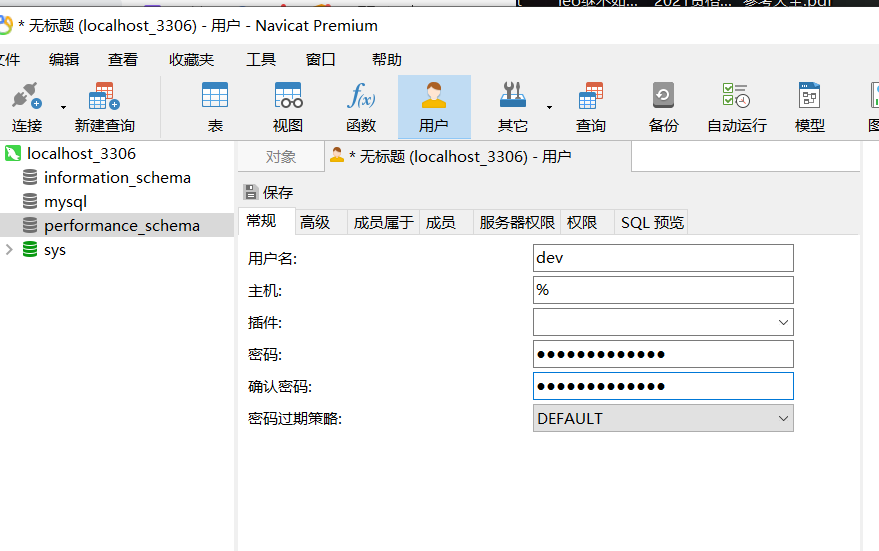 * 无标题 (localhost_3306) - 用户 - Navicat Premium
文件 编辑 查看 收藏夹 工具 窗口 帮助
连接 新建查询 表 视图 f(x) 函数 用户 其它 查询 备份 自动运行 模型
localhost_3306
information_schema
mysql
performance_schema
sys
对象 * 无标题 (localhost_3306) - 用户
保存
常规 高级 成员属于 成员 服务器权限 权限 SQL 预览
用户名: dev
主机: %
插件:
密码: ●●●●●●●●●●●●●
确认密码: ●●●●●●●●●●●●●
密码过期策略: DEFAULT